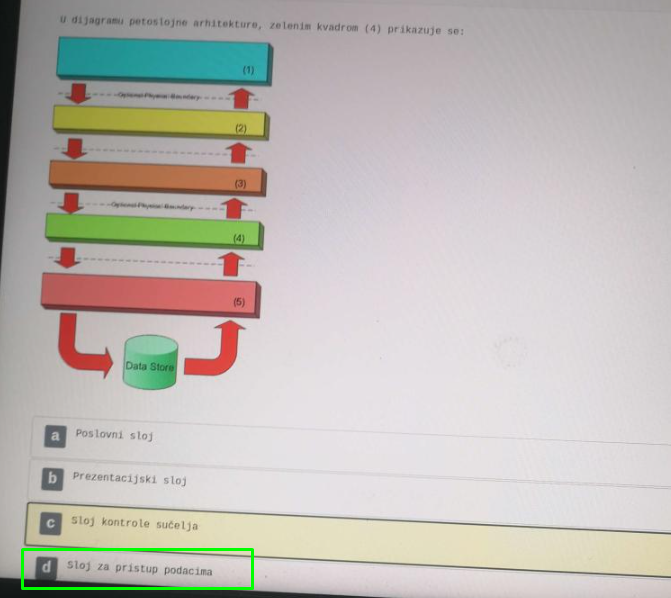 U dijagramu petoslojne arhitekture, zelenim kvadrom (4) prikazuje se:
(1)
Optional Physical Boundary
(2)
(3)
Optional Physical Boundary
(4)
(5)
Data Store
a Poslovni sloj
b Prezentacijski sloj
c Sloj kontrole sučelja
d Sloj za pristup podacima